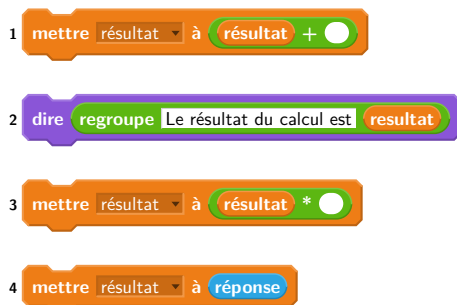 1 mettre résultat à résultat +
2 dire regroupe Le résultat du calcul est resultat
3 mettre résultat à résultat *
4 mettre résultat à réponse